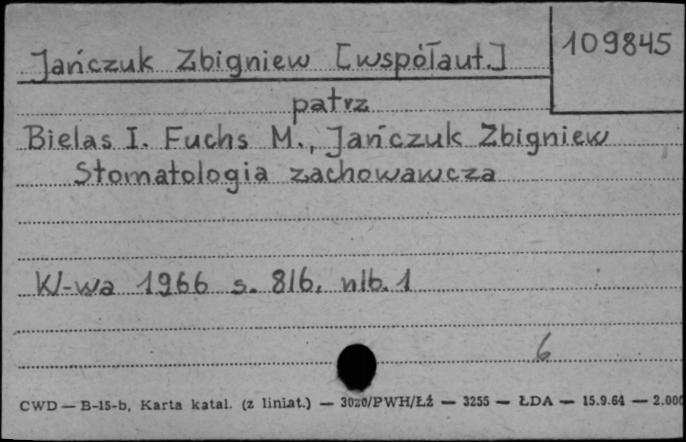 109845
Jańczuk Zbigniew [współaut.]
patrz
Bielas I. Fuchs M., Jańczuk Zbigniew
Stomatologia zachowawcza
W-wa 1966 s. 816, nlb. 1
6
CWD — B-15-b, Karta katal. (z liniat.) — 3020/PWH/Łź — 3255 — ŁDA — 15.9.64 — 2.000